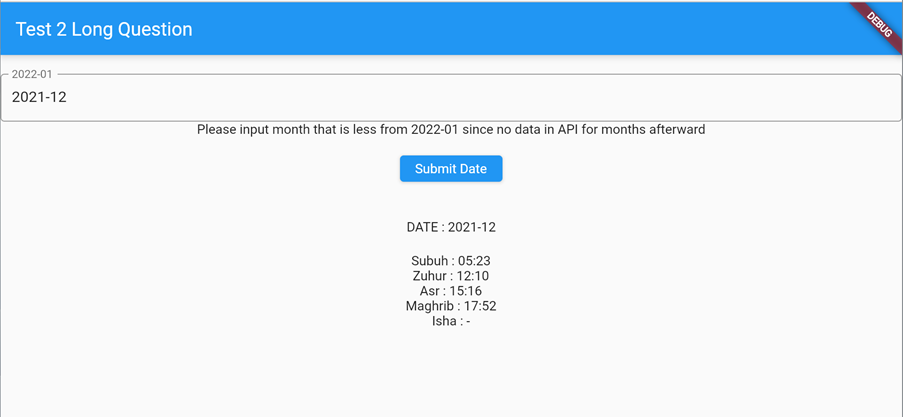 Test 2 Long Question
DEBUG
2022-01
2021-12
Please input month that is less from 2022-01 since no data in API for months afterward
Submit Date
DATE : 2021-12
Subuh : 05:23
Zuhur : 12:10
Asr : 15:16
Maghrib : 17:52
Isha : -